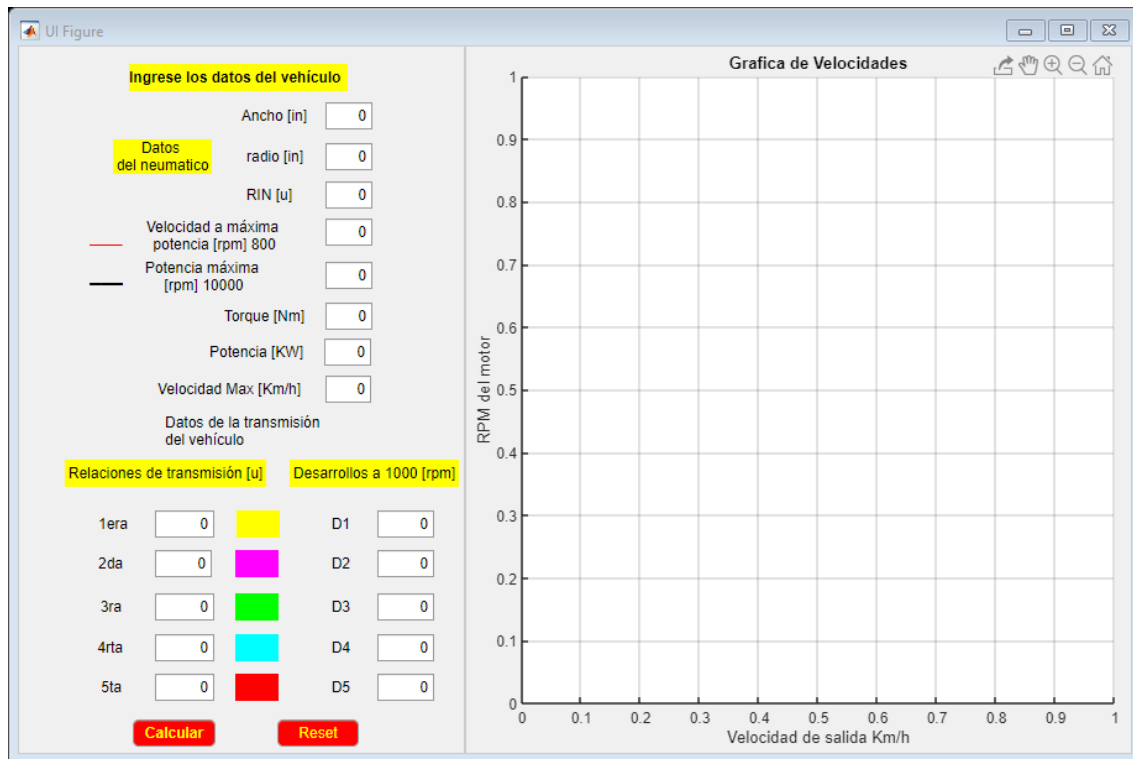 UI Figure
Ingrese los datos del vehículo
Ancho [in] 0
Datos
del neumatico
radio [in] 0
RIN [u] 0
Velocidad a máxima
potencia [rpm] 800
0
Potencia máxima
[rpm] 10000
0
Torque [Nm] 0
Potencia [KW] 0
Velocidad Max [Km/h] 0
Datos de la transmisión
del vehículo
Relaciones de transmisión [u] Desarrollos a 1000 [rpm]
1era 0 D1 0
2da 0 D2 0
3ra 0 D3 0
4rta 0 D4 0
5ta 0 D5 0
Calcular Reset
Grafica de Velocidades
1
0.9
0.8
0.7
0.6
0.5
0.4
0.3
0.2
0.1
0
RPM del motor
0 0.1 0.2 0.3 0.4 0.5 0.6 0.7 0.8 0.9 1
Velocidad de salida Km/h